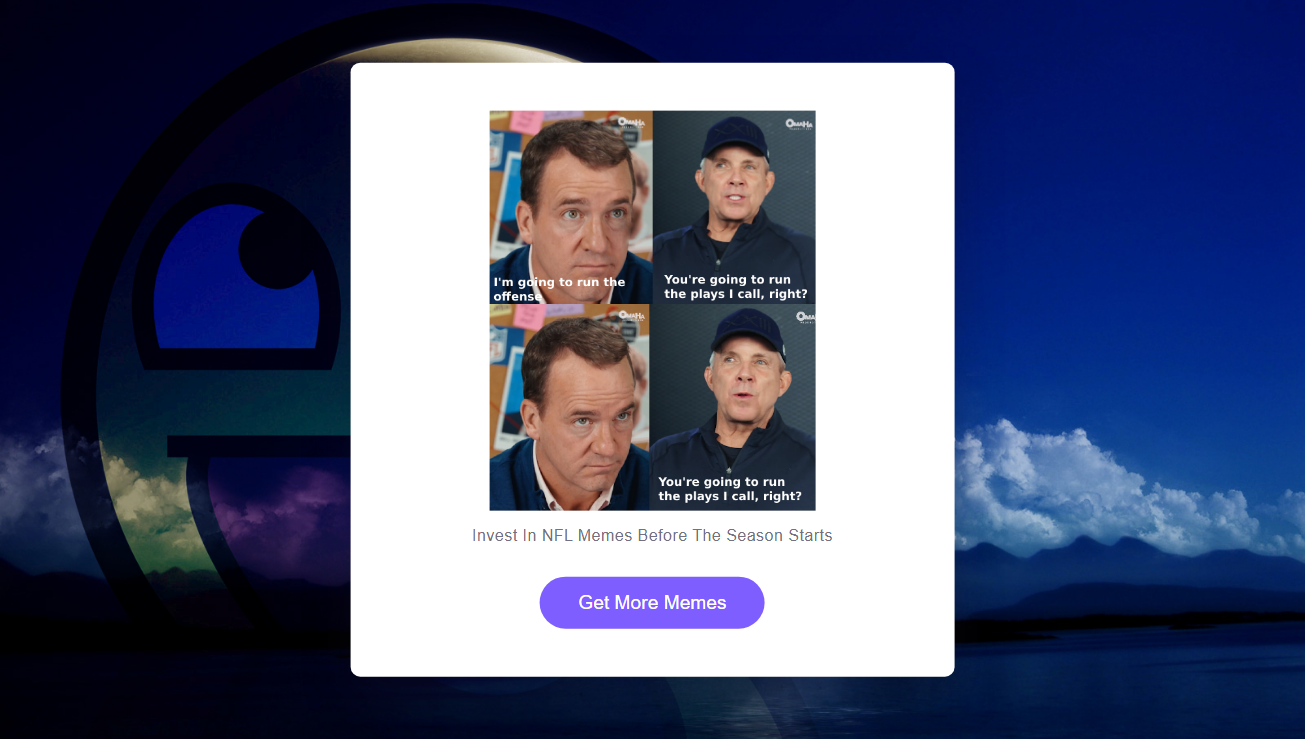 OMAHA
OMAHA
I'm going to run the
offense
You're going to run
the plays I call, right?
OMAHA
You're going to run
the plays I call, right?
Invest In NFL Memes Before The Season Starts
Get More Memes